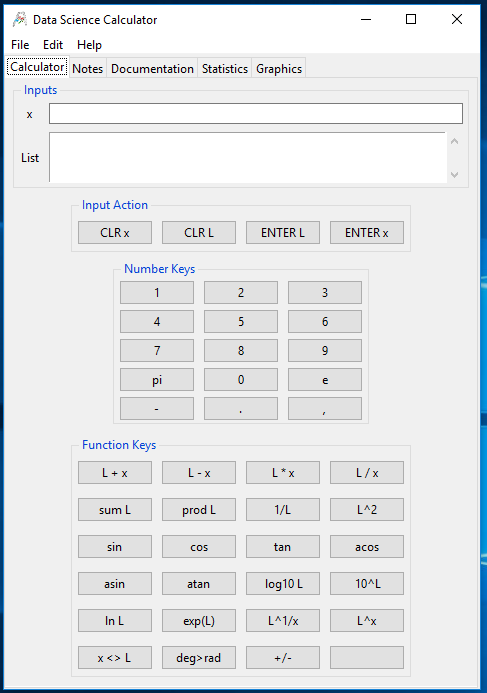 Data Science Calculator
File Edit Help
Calculator Notes Documentation Statistics Graphics
Inputs
x
List
Input Action
CLR x CLR L ENTER L ENTER x
Number Keys
1 2 3
4 5 6
7 8 9
pi 0 e
- . ,
Function Keys
L + x L - x L * x L / x
sum L prod L 1/L L^2
sin cos tan acos
asin atan log10 L 10^L
ln L exp(L) L^1/x L^x
x <> L deg>rad +/-